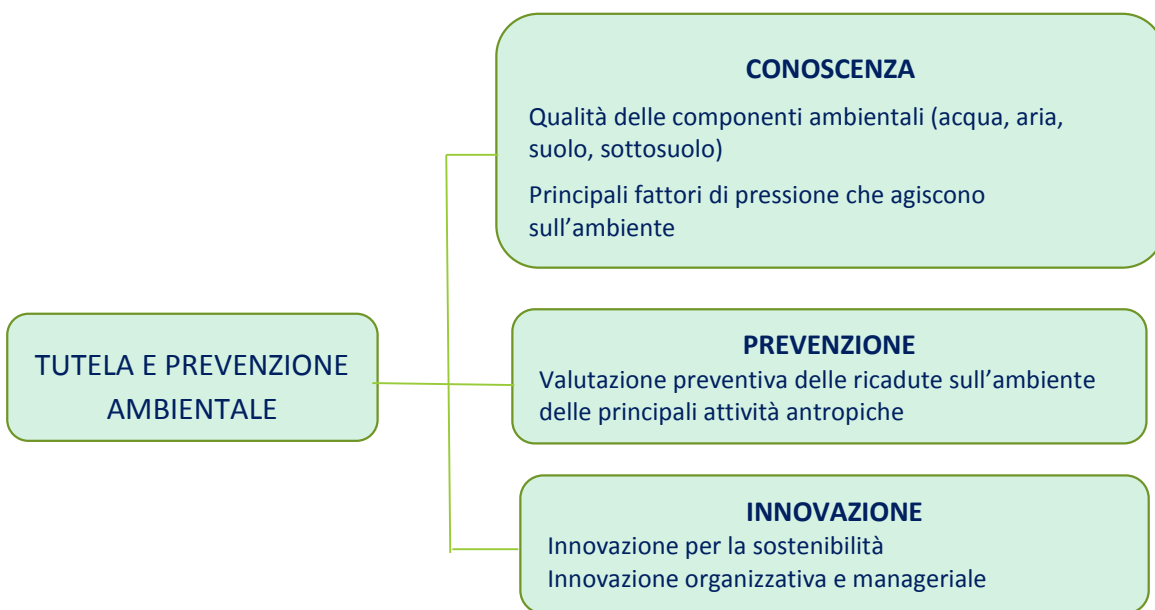 CONOSCENZA
Qualità delle componenti ambientali (acqua, aria,
suolo, sottosuolo)
Principali fattori di pressione che agiscono
sull’ambiente
TUTELA E PREVENZIONE
AMBIENTALE
PREVENZIONE
Valutazione preventiva delle ricadute sull’ambiente
delle principali attività antropiche
INNOVAZIONE
Innovazione per la sostenibilità
Innovazione organizzativa e manageriale